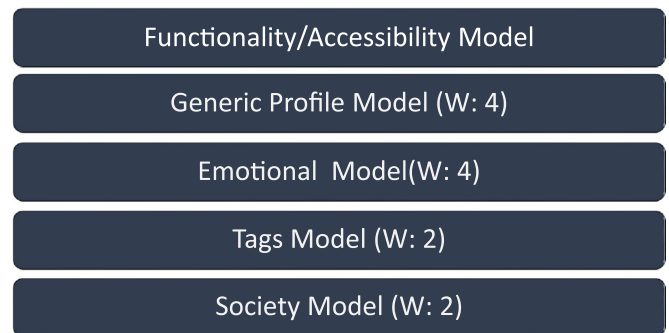 Functionality/Accessibility Model
Generic Profile Model (W: 4)
Emotional  Model(W: 4)
Tags Model (W: 2)
Society Model (W: 2)